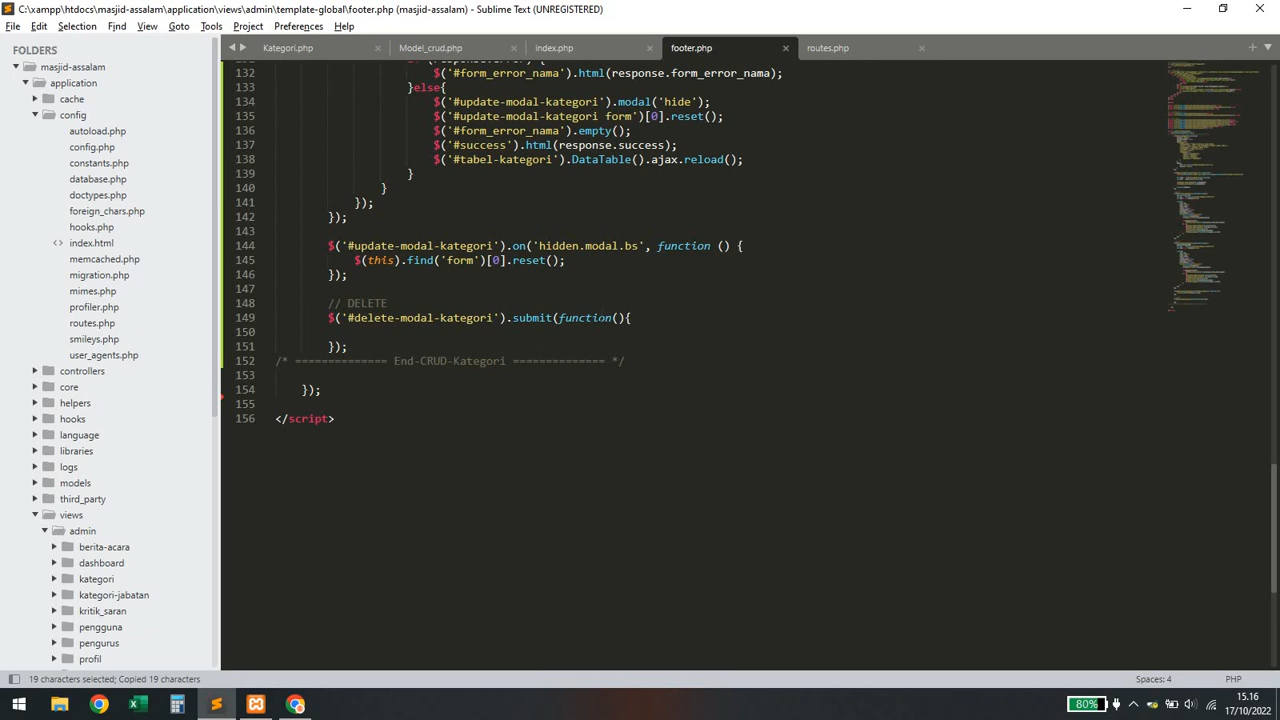 C:\xampp\htdocs\masjid-assalam\application\views\admin\template-global\footer.php (masjid-assalam) - Sublime Text (UNREGISTERED)
File Edit Selection Find View Goto Tools Project Preferences Help
FOLDERS
masjid-assalam
application
cache
config
autoload.php
config.php
constants.php
database.php
doctypes.php
foreign_chars.php
hooks.php
index.html
memcached.php
migration.php
mimes.php
profiler.php
routes.php
smileys.php
user_agents.php
controllers
core
helpers
hooks
language
libraries
logs
models
third_party
views
admin
berita-acara
dashboard
kategori
kategori-jabatan
kritik_saran
pengguna
pengurus
profil
Kategori.php Model_crud.php index.php footer.php routes.php
132 $('#form_error_nama').html(response.form_error_nama);
133 }else{
134 $('#update-modal-kategori').modal('hide');
135 $('#update-modal-kategori form')[0].reset();
136 $('#form_error_nama').empty();
137 $('#success').html(response.success);
138 $('#tabel-kategori').DataTable().ajax.reload();
139 }
140 }
141 });
142 });
143
144 $('#update-modal-kategori').on('hidden.modal.bs', function () {
145 $(this).find('form')[0].reset();
146 });
147
148 // DELETE
149 $('#delete-modal-kategori').submit(function(){
150
151 });
152 /* ============== End-CRUD-Kategori ============== */
153
154 });
155
156 </script>
19 characters selected; Copied 19 characters Spaces: 4 PHP
80% 15.16
17/10/2022